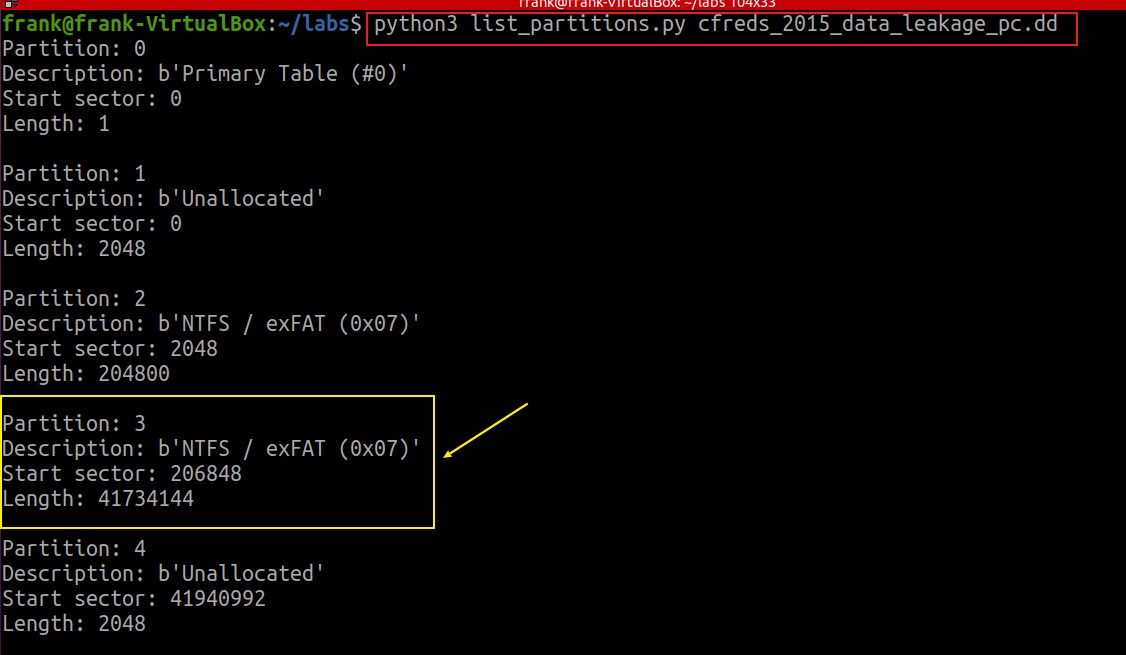 frank@frank-VirtualBox: ~/labs 104x33
frank@frank-VirtualBox:~/labs$ python3 list_partitions.py cfreds_2015_data_leakage_pc.dd
Partition: 0
Description: b'Primary Table (#0)'
Start sector: 0
Length: 1
Partition: 1
Description: b'Unallocated'
Start sector: 0
Length: 2048
Partition: 2
Description: b'NTFS / exFAT (0x07)'
Start sector: 2048
Length: 204800
Partition: 3
Description: b'NTFS / exFAT (0x07)'
Start sector: 206848
Length: 41734144
Partition: 4
Description: b'Unallocated'
Start sector: 41940992
Length: 2048